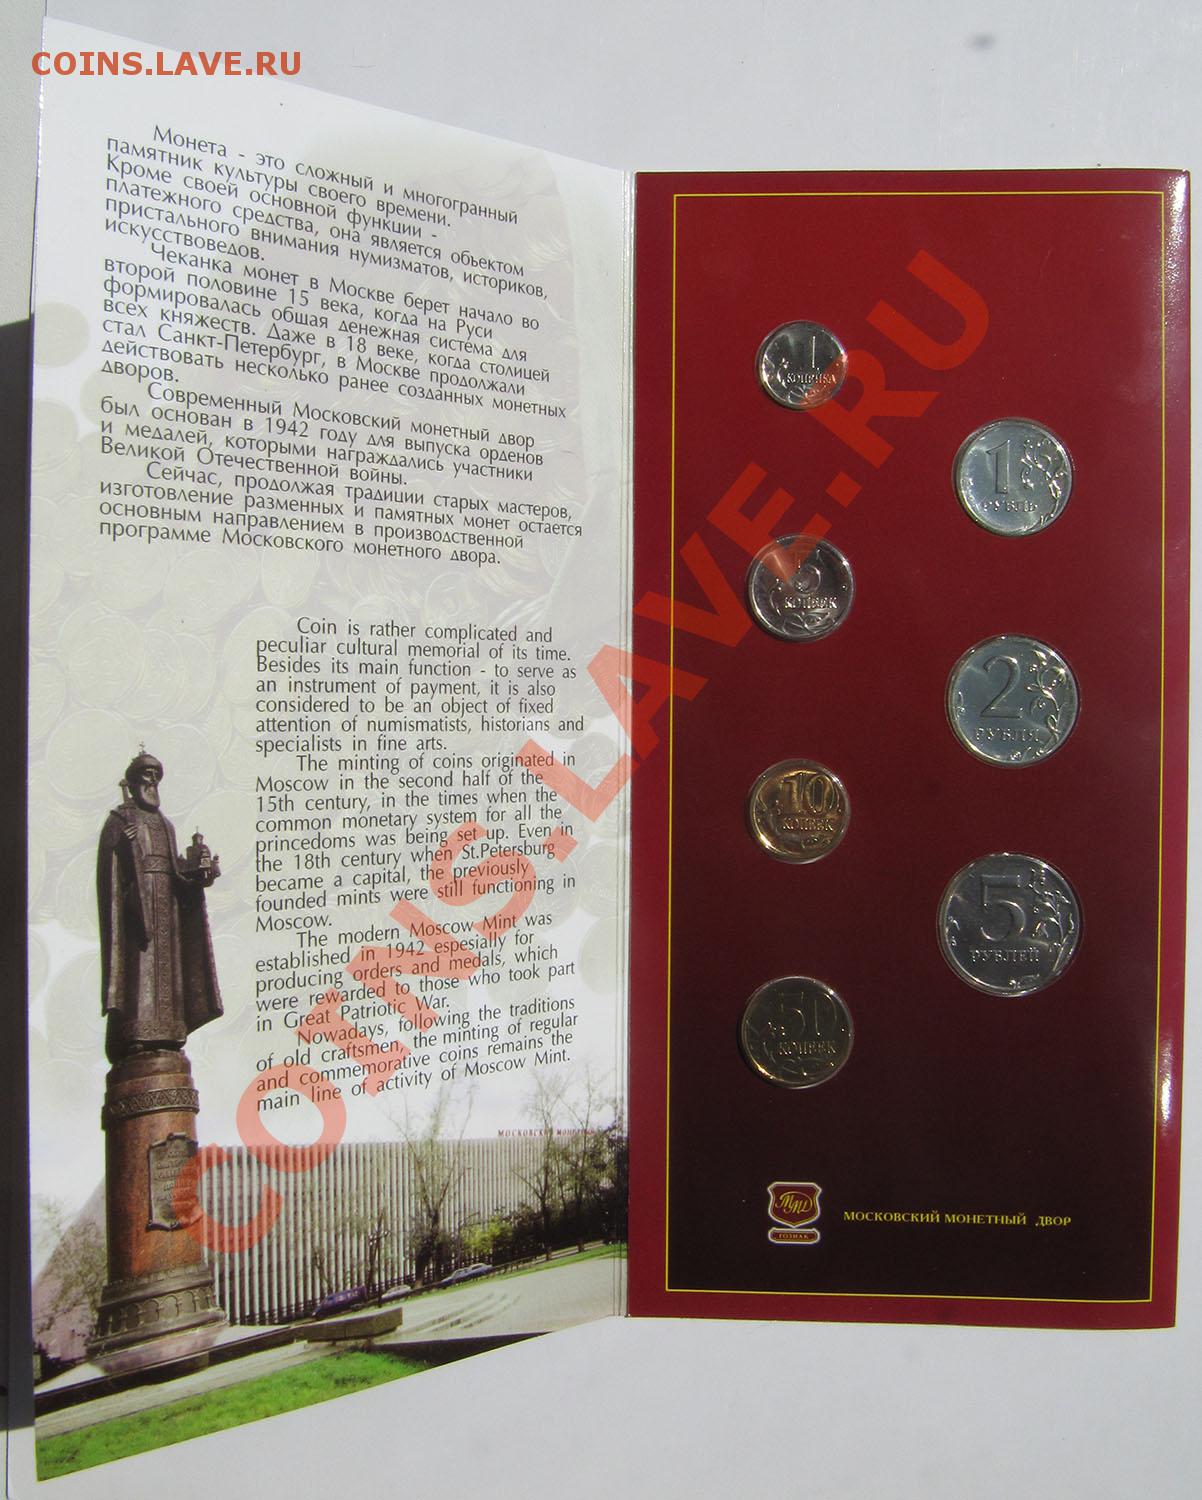 COINS.LAVE.RU
Монета - это сложный и многогранный
памятник культуры своего времени.
Кроме своей основной функции -
платежного средства, она является объектом
пристального внимания нумизматов, историков,
искусствоведов.
Чеканка монет в Москве берет начало во
второй половине 15 века, когда на Руси
формировалась общая денежная система для
всех княжеств. Даже в 18 веке, когда столицей
стал Санкт-Петербург, в Москве продолжали
действовать несколько ранее созданных монетных
дворов.
Современный Московский монетный двор
был основан в 1942 году для выпуска орденов
и медалей, которыми награждались участники
Великой Отечественной войны.
Сейчас, продолжая традиции старых мастеров,
изготовление разменных и памятных монет остается
основным направлением в производственной
программе Московского монетного двора.
Coin is rather complicated and
peculiar cultural memorial of its time.
Besides its main function - to serve as
an instrument of payment, it is also
considered to be an object of fixed
attention of numismatists, historians and
specialists in fine arts.
The minting of coins originated in
Moscow in the second half of the
15th century, in the times when the
common monetary system for all the
princedoms was being set up. Even in
the 18th century when St.Petersburg
became a capital, the previously
founded mints were still functioning in
Moscow.
The modern Moscow Mint was
established in 1942 espesially for
producing orders and medals, which
were rewarded to those who took part
in Great Patriotic War.
Nowadays, following the traditions
of old craftsmen, the minting of regular
and commemorative coins remains the
main line of activity of Moscow Mint.
МОСКОВСКИЙ МОНЕТНЫЙ
1
КОПЕЙКА
1
РУБЛЬ
5
КОПЕЕК
2
РУБЛЯ
10
КОПЕЕК
5
РУБЛЕЙ
50
КОПЕЕК
ММД
ГОЗНАК
МОСКОВСКИЙ МОНЕТНЫЙ ДВОР
COINS.LAVE.RU